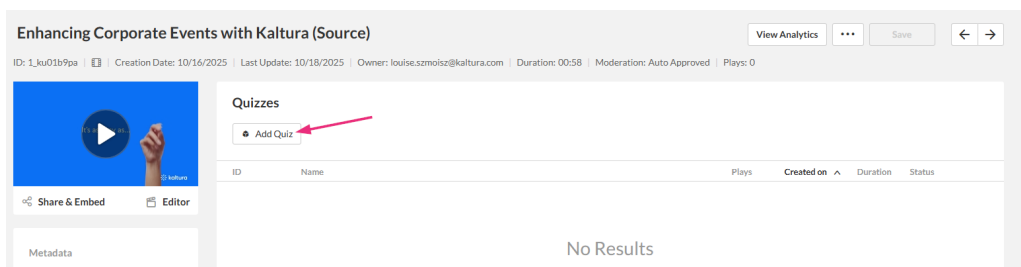 Enhancing Corporate Events with Kaltura (Source)
View Analytics
Save
ID: 1_ku01b9pa | Creation Date: 10/16/2025 | Last Update: 10/18/2025 | Owner: louise.szmoisz@kaltura.com | Duration: 00:58 | Moderation: Auto Approved | Plays: 0
kaltura
Share & Embed Editor
Metadata
Quizzes
Add Quiz
ID Name Plays Created on Duration Status
No Results